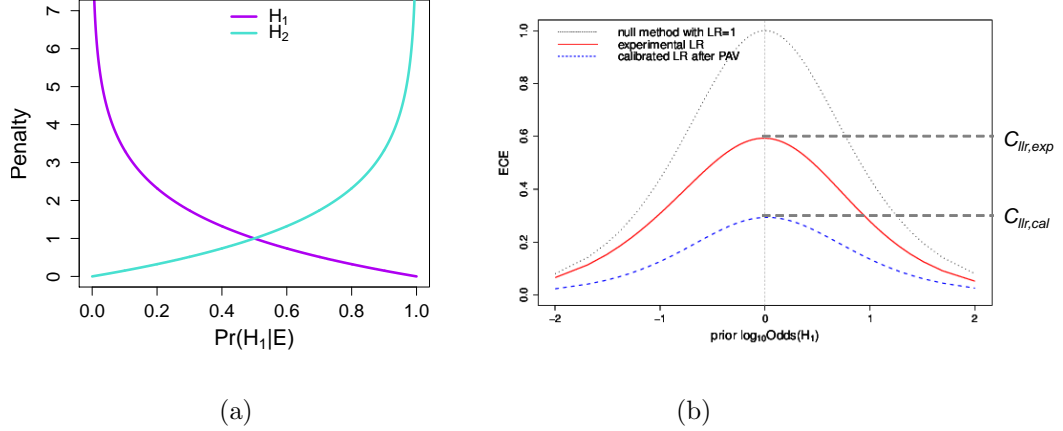 H₁
H₂
Penalty
7
6
5
4
3
2
1
0
0.0 0.2 0.4 0.6 0.8 1.0
Pr(H₁|E)
(a)
null method with LR=1
experimental LR
calibrated LR after PAV
ECE
1.0
0.8
0.6
0.4
0.2
0.0
C_llr,exp
C_llr,cal
−2 −1 0 1 2
prior log₁₀Odds(H₁)
(b)